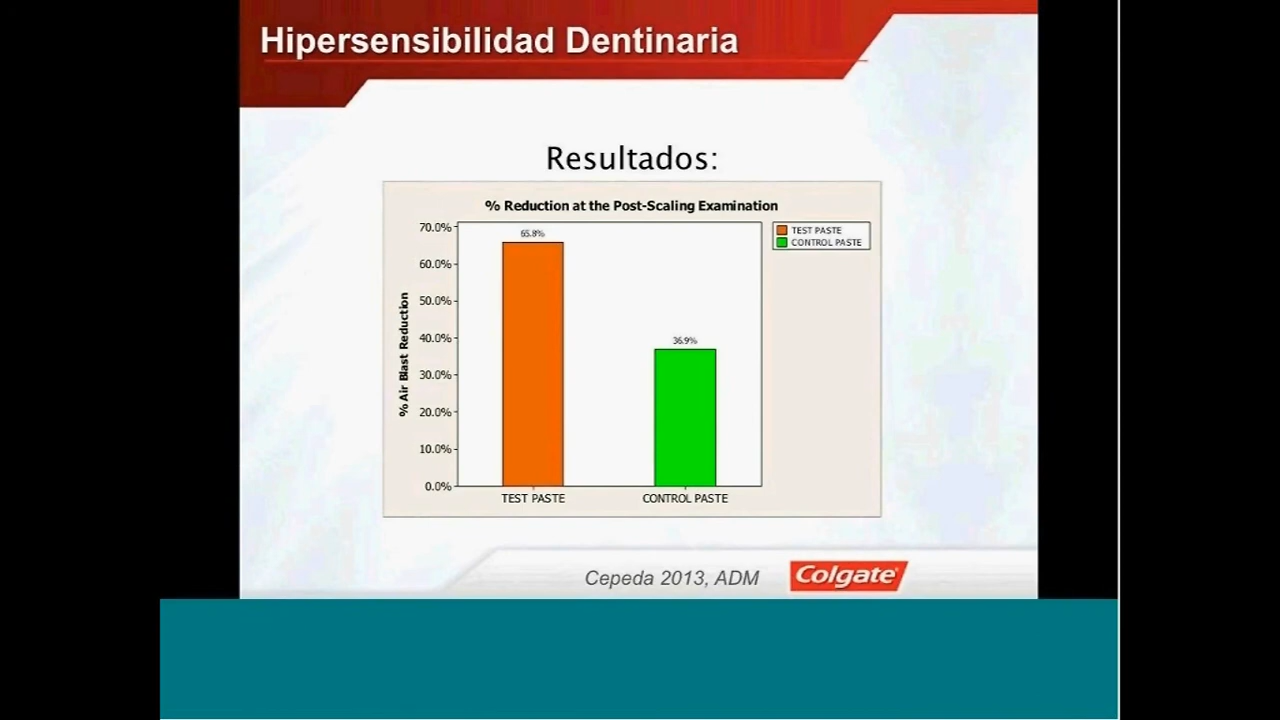 Hipersensibilidad Dentinaria
Resultados:
% Reduction at the Post-Scaling Examination
TEST PASTE
CONTROL PASTE
% Air Blast Reduction
70.0%
60.0%
50.0%
40.0%
30.0%
20.0%
10.0%
0.0%
65.8%
36.9%
TEST PASTE
CONTROL PASTE
Cepeda 2013, ADM
Colgate